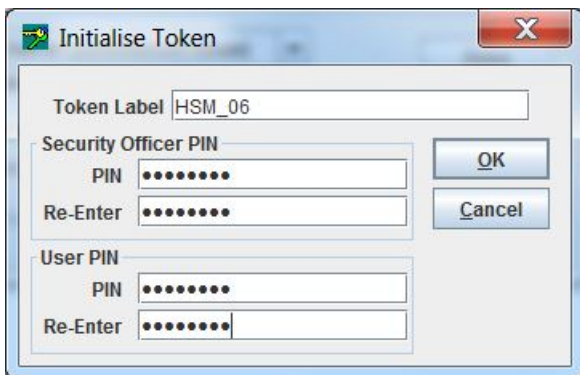 Initialise Token
Token Label HSM_06
Security Officer PIN
PIN ●●●●●●●●
OK
Re-Enter ●●●●●●●●
Cancel
User PIN
PIN ●●●●●●●●
Re-Enter ●●●●●●●●